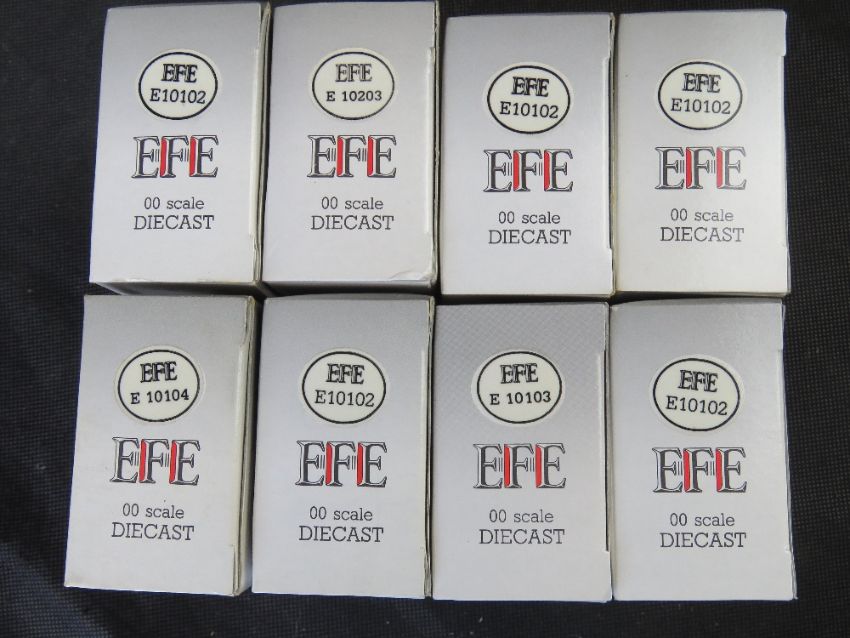 EFE
E10102
EFE
00 scale
DIECAST
EFE
E 10203
EFE
00 scale
DIECAST
EFE
E10102
EFE
00 scale
DIECAST
EFE
E10102
EFE
00 scale
DIECAST
EFE
E 10104
EFE
00 scale
DIECAST
EFE
E10102
EFE
00 scale
DIECAST
EFE
E 10103
EFE
00 scale
DIECAST
EFE
E10102
EFE
00 scale
DIECAST